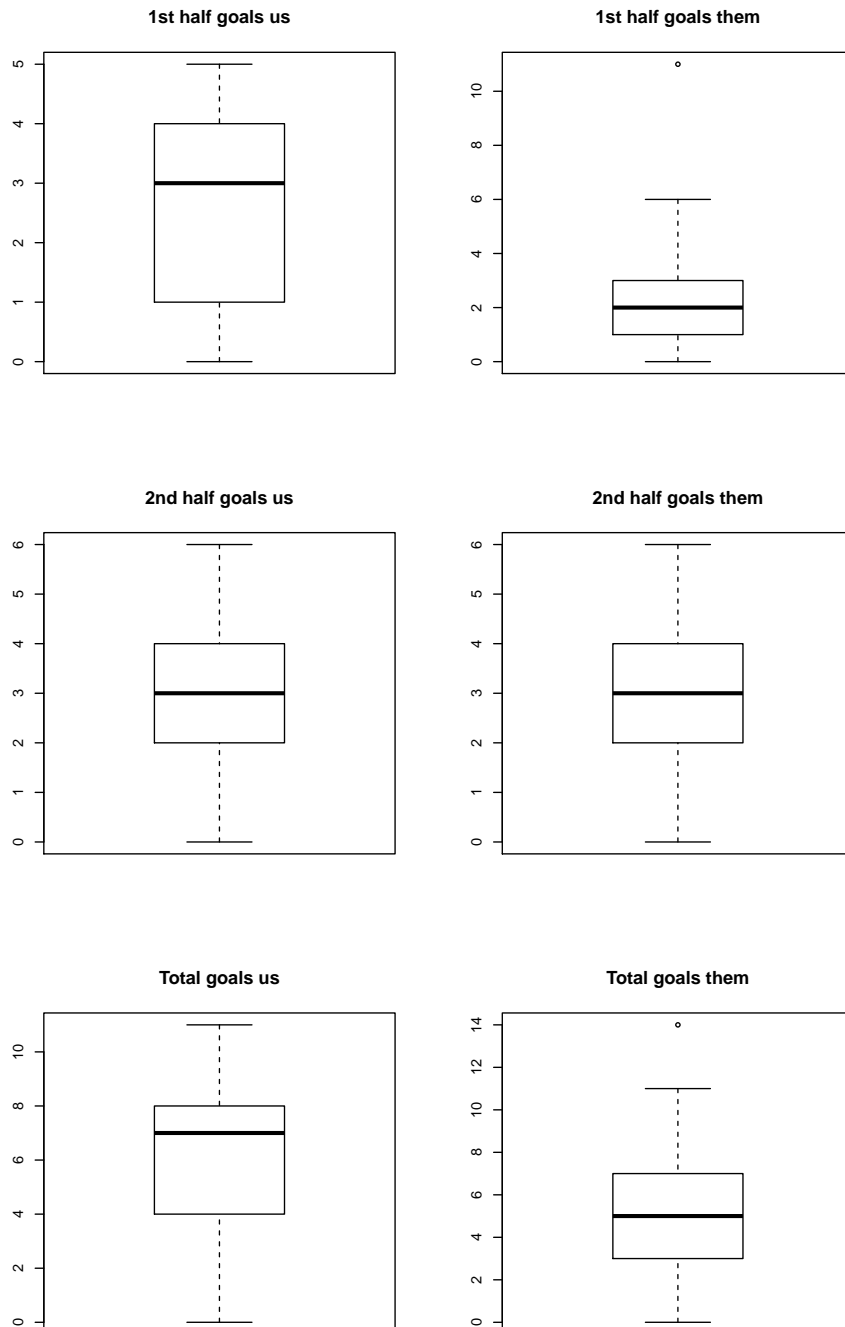 1st half goals us
0 1 2 3 4 5
1st half goals them
0 2 4 6 8 10
2nd half goals us
0 1 2 3 4 5 6
2nd half goals them
0 1 2 3 4 5 6
Total goals us
0 2 4 6 8 10
Total goals them
0 2 4 6 8 10 12 14